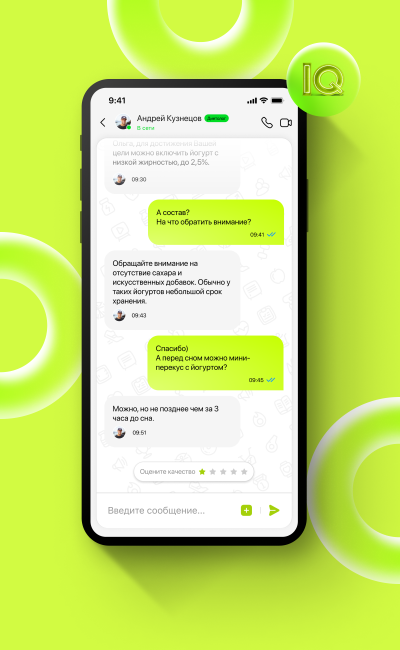 IQ
9:41
Андрей Кузнецов
Диетолог
В сети
Ольга, для достижения Вашей
цели можно включить йогурт с
низкой жирностью, до 2,5%.
09:30
А состав?
На что обратить внимание?
09:41
Обращайте внимание на
отсутствие сахара и
искусственных добавок. Обычно у
таких йогуртов небольшой срок
хранения.
09:43
Спасибо)
А перед сном можно мини-
перекус с йогуртом?
09:45
Можно, но не позднее чем за 3
часа до сна.
09:51
Оцените качество
Введите сообщение...